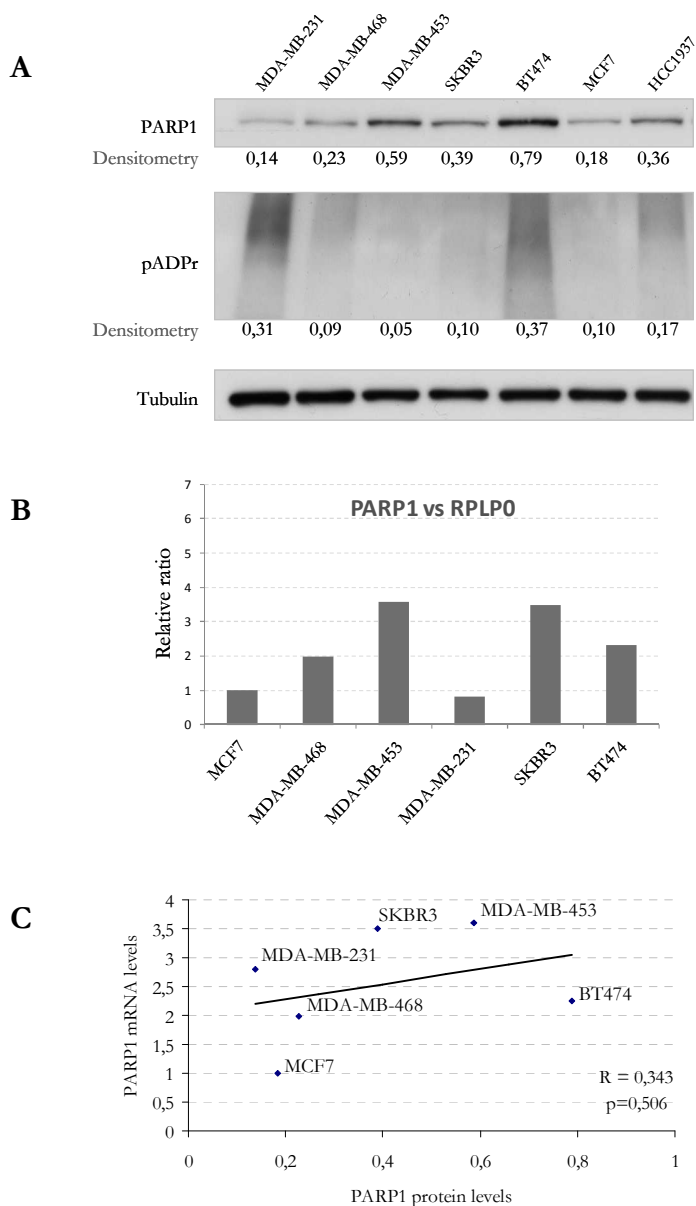 A
MDA-MB-231 MDA-MB-468 MDA-MB-453 SKBR3 BT474 MCF7 HCC1937
PARP1
Densitometry 0,14 0,23 0,59 0,39 0,79 0,18 0,36
pADPr
Densitometry 0,31 0,09 0,05 0,10 0,37 0,10 0,17
Tubulin
B
PARP1 vs RPLP0
Relative ratio
7
6
5
4
3
2
1
0
MCF7 MDA-MB-468 MDA-MB-453 MDA-MB-231 SKBR3 BT474
C
PARP1 mRNA levels
4
3,5
3
2,5
2
1,5
1
0,5
0
SKBR3
MDA-MB-453
MDA-MB-231
MDA-MB-468
BT474
MCF7
R = 0,343
p=0,506
0 0,2 0,4 0,6 0,8 1
PARP1 protein levels